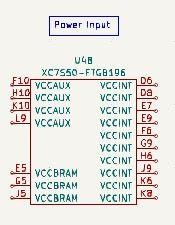 Power Input
U4B
XC7S50-FTGB196
F10 VCCAUX VCCINT D6
H10 VCCAUX VCCINT D8
K10 VCCAUX VCCINT E7
L9 VCCAUX VCCINT E9
VCCINT F6
VCCINT G9
VCCINT H6
E5 VCCBRAM VCCINT J9
G5 VCCBRAM VCCINT K6
J5 VCCBRAM VCCINT K8